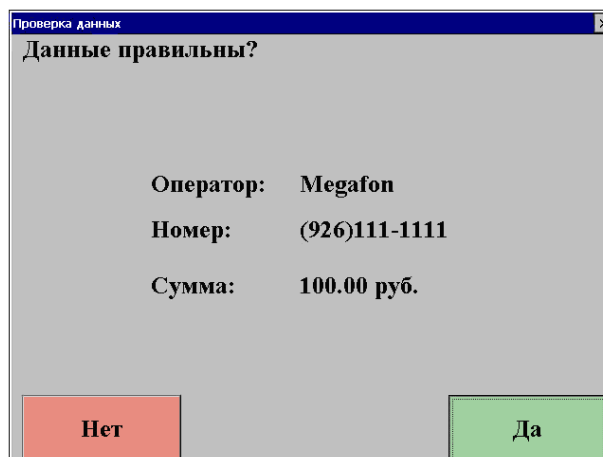 Проверка данных
Данные правильны?
Оператор: Megafon
Номер: (926)111-1111
Сумма: 100.00 руб.
Нет Да